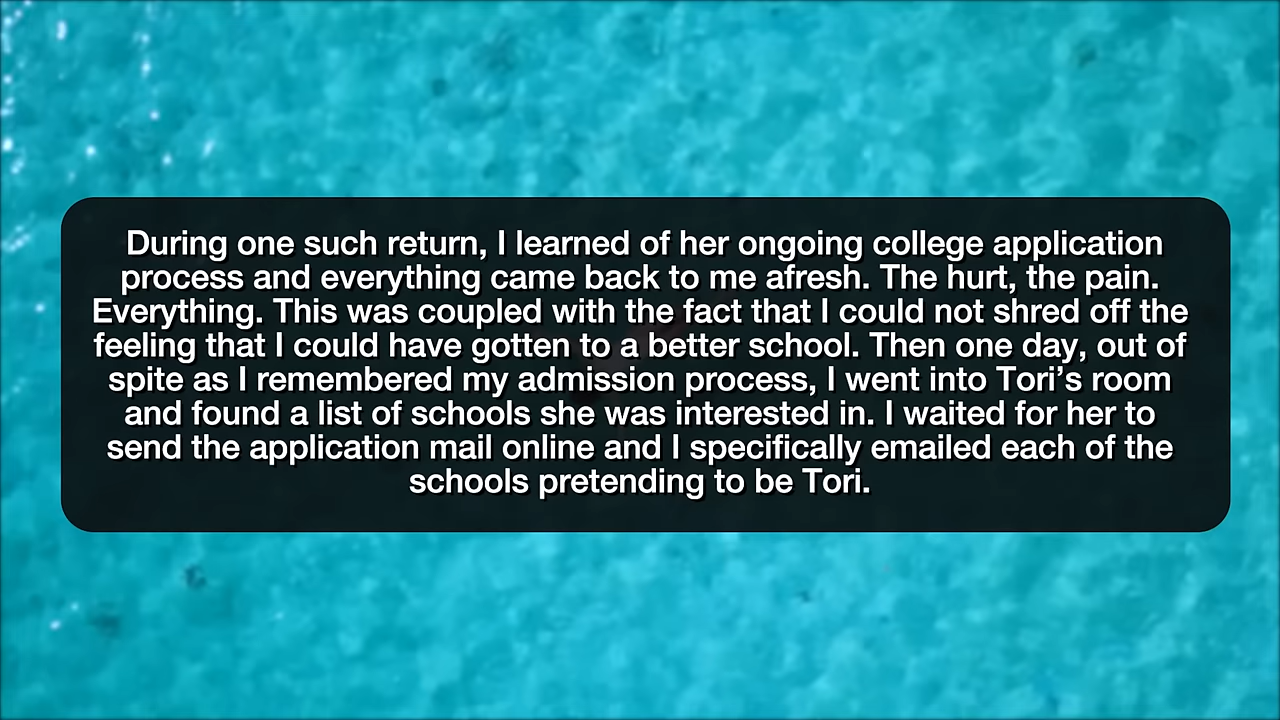 During one such return, I learned of her ongoing college application
process and everything came back to me afresh. The hurt, the pain.
Everything. This was coupled with the fact that I could not shred off the
feeling that I could have gotten to a better school. Then one day, out of
spite as I remembered my admission process, I went into Tori’s room
and found a list of schools she was interested in. I waited for her to
send the application mail online and I specifically emailed each of the
schools pretending to be Tori.